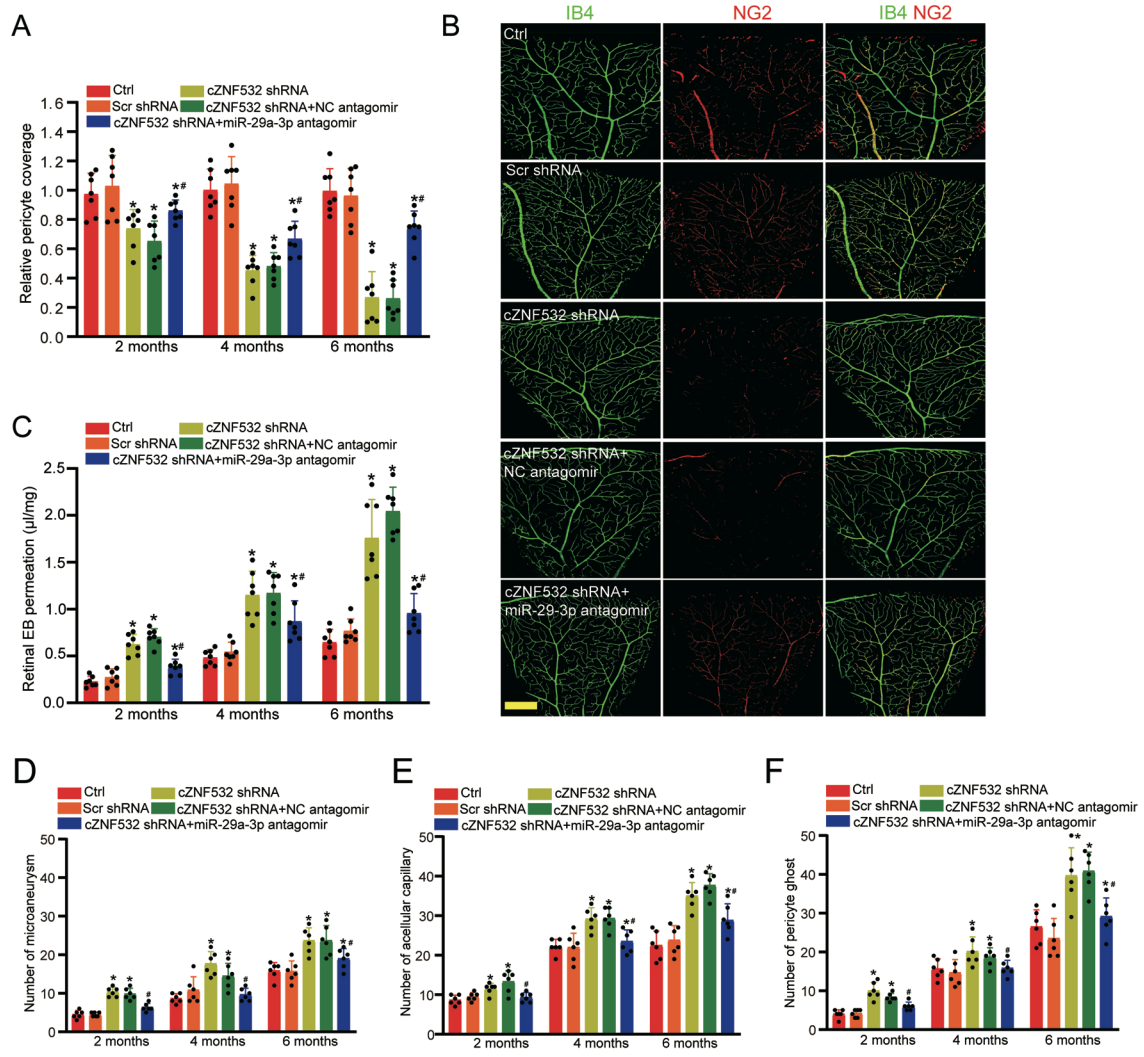 A
Ctrl
cZNF532 shRNA
Scr shRNA
cZNF532 shRNA+NC antagomir
cZNF532 shRNA+miR-29a-3p antagomir
Relative pericyte coverage
1.6
1.4
1.2
1.0
0.8
0.6
0.4
0.2
0.0
* * *#
* * *#
* * *#
2 months 4 months 6 months
B
IB4 NG2 IB4 NG2
Ctrl
Scr shRNA
cZNF532 shRNA
cZNF532 shRNA+
NC antagomir
cZNF532 shRNA+
miR-29-3p antagomir
C
Ctrl
cZNF532 shRNA
Scr shRNA
cZNF532 shRNA+NC antagomir
cZNF532 shRNA+miR-29a-3p antagomir
Retinal EB permeation (µl/mg)
2.5
2.0
1.5
1.0
0.5
0.0
* * *#
* * *#
* * *#
2 months 4 months 6 months
D
Ctrl
cZNF532 shRNA
Scr shRNA
cZNF532 shRNA+NC antagomir
cZNF532 shRNA+miR-29a-3p antagomir
Number of microaneurysm
50
40
30
20
10
0
* * #
* * #
* * *#
2 months 4 months 6 months
E
Ctrl
cZNF532 shRNA
Scr shRNA
cZNF532 shRNA+NC antagomir
cZNF532 shRNA+miR-29a-3p antagomir
Number of acellular capillary
50
40
30
20
10
0
* * #
* * *#
* * *#
2 months 4 months 6 months
F
Ctrl
cZNF532 shRNA
Scr shRNA
cZNF532 shRNA+NC antagomir
cZNF532 shRNA+miR-29a-3p antagomir
Number of pericyte ghost
50
40
30
20
10
0
* * #
* * #
* * *#
2 months 4 months 6 months